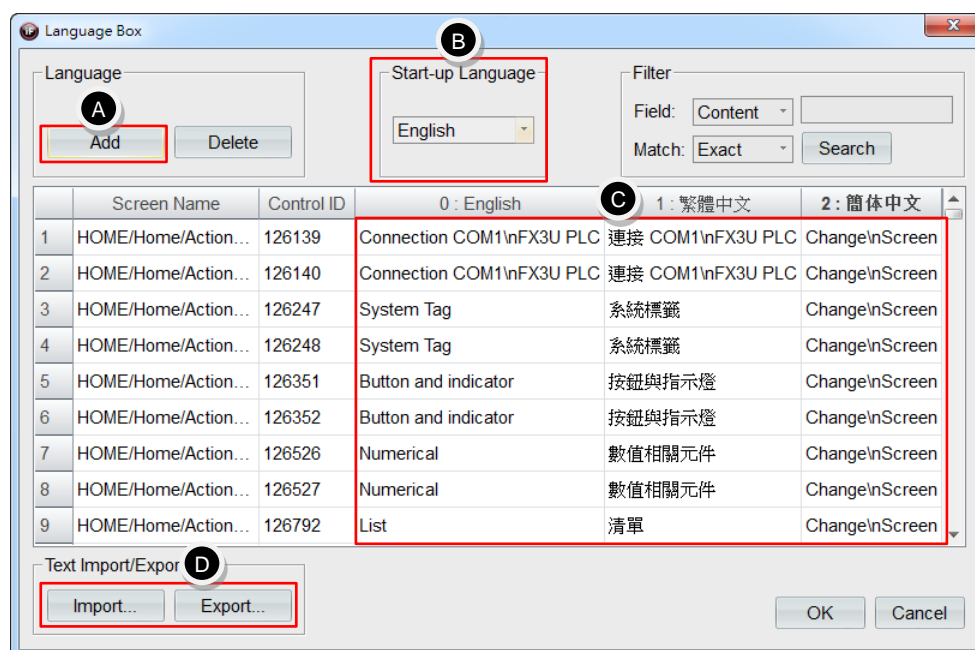 Language Box
B
Language
Start-up Language
Filter
A
Add
Delete
English
Field:
Content
Match:
Exact
Search
Screen Name Control ID 0 : English C 1 : 繁體中文 2 : 簡体中文
1 HOME/Home/Action... 126139 Connection COM1\nFX3U PLC 連接 COM1\nFX3U PLC Change\nScreen
2 HOME/Home/Action... 126140 Connection COM1\nFX3U PLC 連接 COM1\nFX3U PLC Change\nScreen
3 HOME/Home/Action... 126247 System Tag 系統標籤 Change\nScreen
4 HOME/Home/Action... 126248 System Tag 系統標籤 Change\nScreen
5 HOME/Home/Action... 126351 Button and indicator 按鈕與指示燈 Change\nScreen
6 HOME/Home/Action... 126352 Button and indicator 按鈕與指示燈 Change\nScreen
7 HOME/Home/Action... 126526 Numerical 數值相關元件 Change\nScreen
8 HOME/Home/Action... 126527 Numerical 數值相關元件 Change\nScreen
9 HOME/Home/Action... 126792 List 清單 Change\nScreen
Text Import/Expor D
Import... Export...
OK Cancel